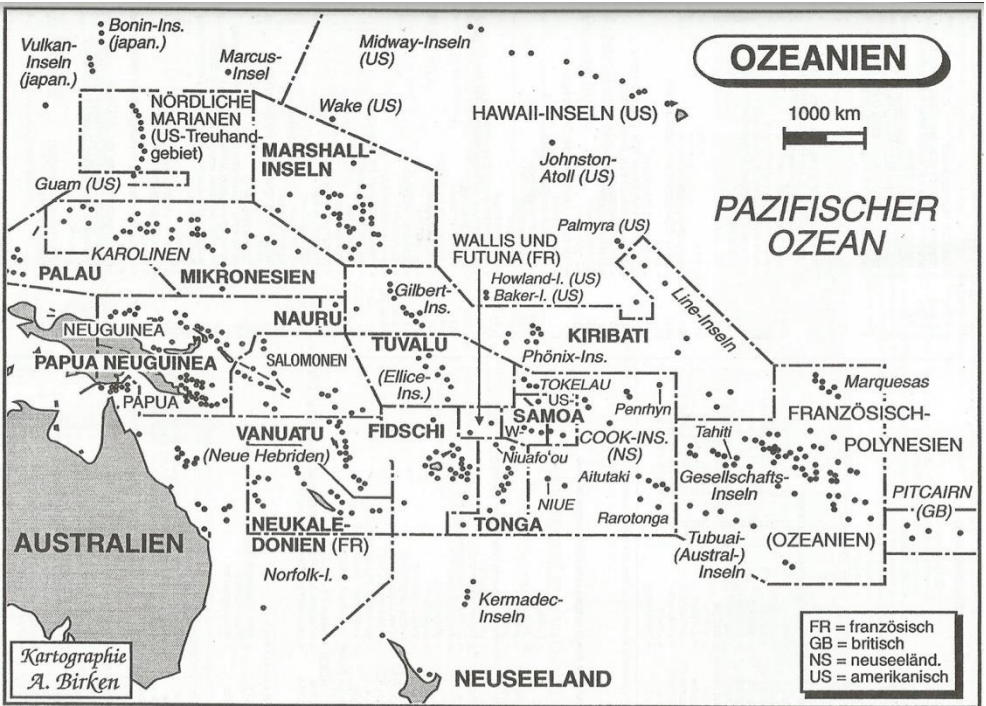 Bonin-Ins.
(japan.)
Vulkan-
Inseln
(japan.)
Marcus-
Insel
Midway-Inseln
(US)
OZEANIEN
1000 km
NÖRDLICHE
MARIANEN
(US-Treuhand-
gebiet)
Wake (US)
HAWAII-INSELN (US)
MARSHALL-
INSELN
Johnston-
Atoll (US)
Guam (US)
PAZIFISCHER
OZEAN
Palmyra (US)
KAROLINEN
WALLIS UND
FUTUNA (FR)
PALAU
MIKRONESIEN
Howland-I. (US)
Baker-I. (US)
Gilbert-
Ins.
Line-Inseln
NAURU
NEUGUINEA
KIRIBATI
TUVALU
PAPUA NEUGUINEA
SALOMONEN
Phönix-Ins.
(Ellice-
Ins.)
TOKELAU
US-
Marquesas
PAPUA
Penrhyn
SAMOA
W-
FRANZÖSISCH-
POLYNESIEN
VANUATU
(Neue Hebriden)
FIDSCHI
COOK-INS.
(NS)
Tahiti
Niuafo'ou
Aitutaki
Gesellschafts-
Inseln
NIUE
PITCAIRN
(GB)
Rarotonga
NEUKALE-
DONIEN (FR)
TONGA
AUSTRALIEN
Tubuai-
(Austral-)
Inseln
(OZEANIEN)
Norfolk-I.
Kermadec-
Inseln
Kartographie
A. Birken
NEUSEELAND
FR = französisch
GB = britisch
NS = neuseeländ.
US = amerikanisch